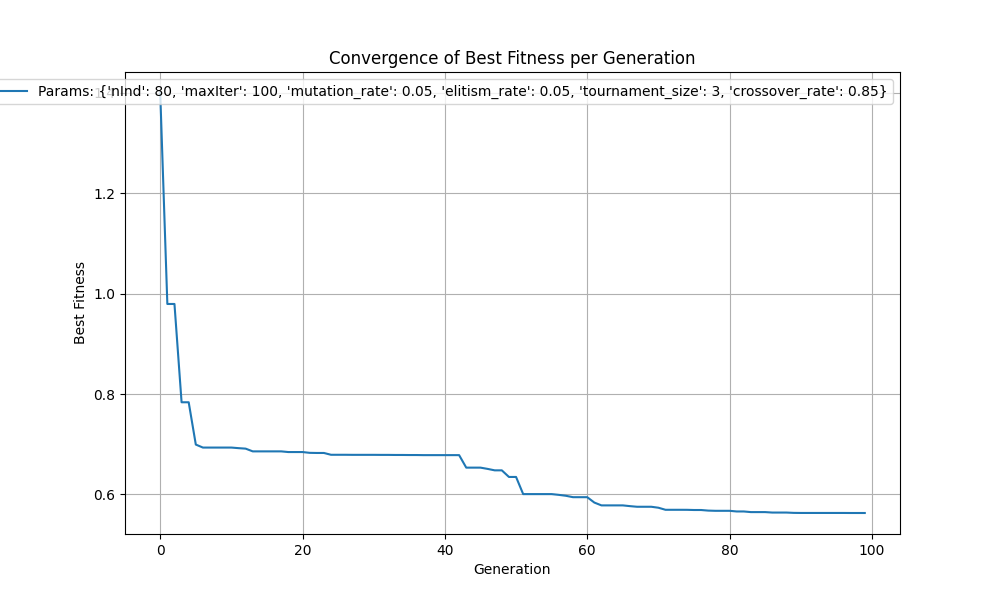 Convergence of Best Fitness per Generation
Params: {'nInd': 80, 'maxIter': 100, 'mutation_rate': 0.05, 'elitism_rate': 0.05, 'tournament_size': 3, 'crossover_rate': 0.85}
1.2
1.0
0.8
0.6
Best Fitness
0
20
40
60
80
100
Generation